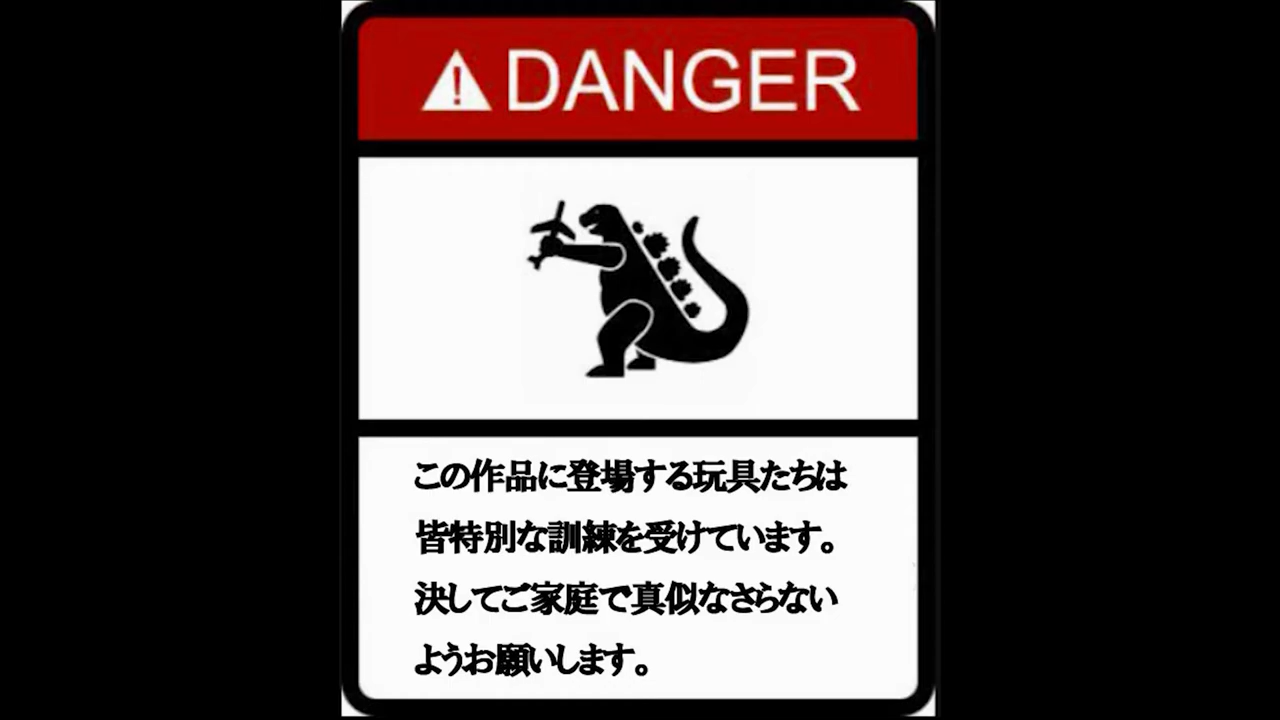 DANGER
この作品に登場する玩具たちは
皆特別な訓練を受けています。
決してご家庭で真似なさらない
ようお願いします。